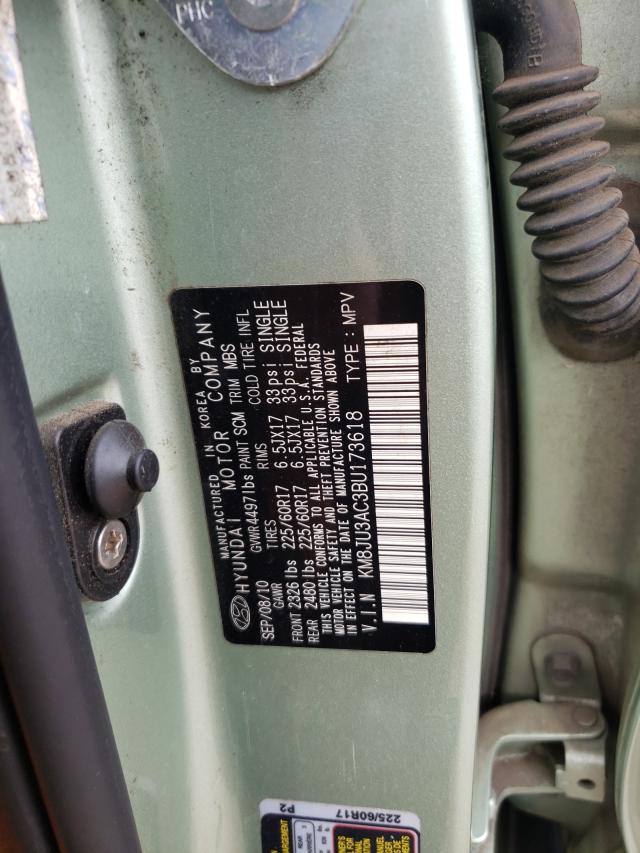 PHC
MANUFACTURED IN KOREA BY
HYUNDAI MOTOR COMPANY
SEP/08/10 GVWR 4497lbs PAINT SCM TRIM MBS
GAWR TIRES RIMS COLD TIRE INFL
FRONT 2326 lbs 225/60R17 6.5JX17 33psi SINGLE
REAR 2480 lbs 225/60R17 6.5JX17 33psi SINGLE
THIS VEHICLE CONFORMS TO ALL APPLICABLE U.S.A. FEDERAL
MOTOR VEHICLE SAFETY AND THEFT PREVENTION STANDARDS
IN EFFECT ON THE DATE OF MANUFACTURE SHOWN ABOVE
V.I.N KM8JU3AC3BU173618 TYPE : MPV
225/60R17
P2
REAR